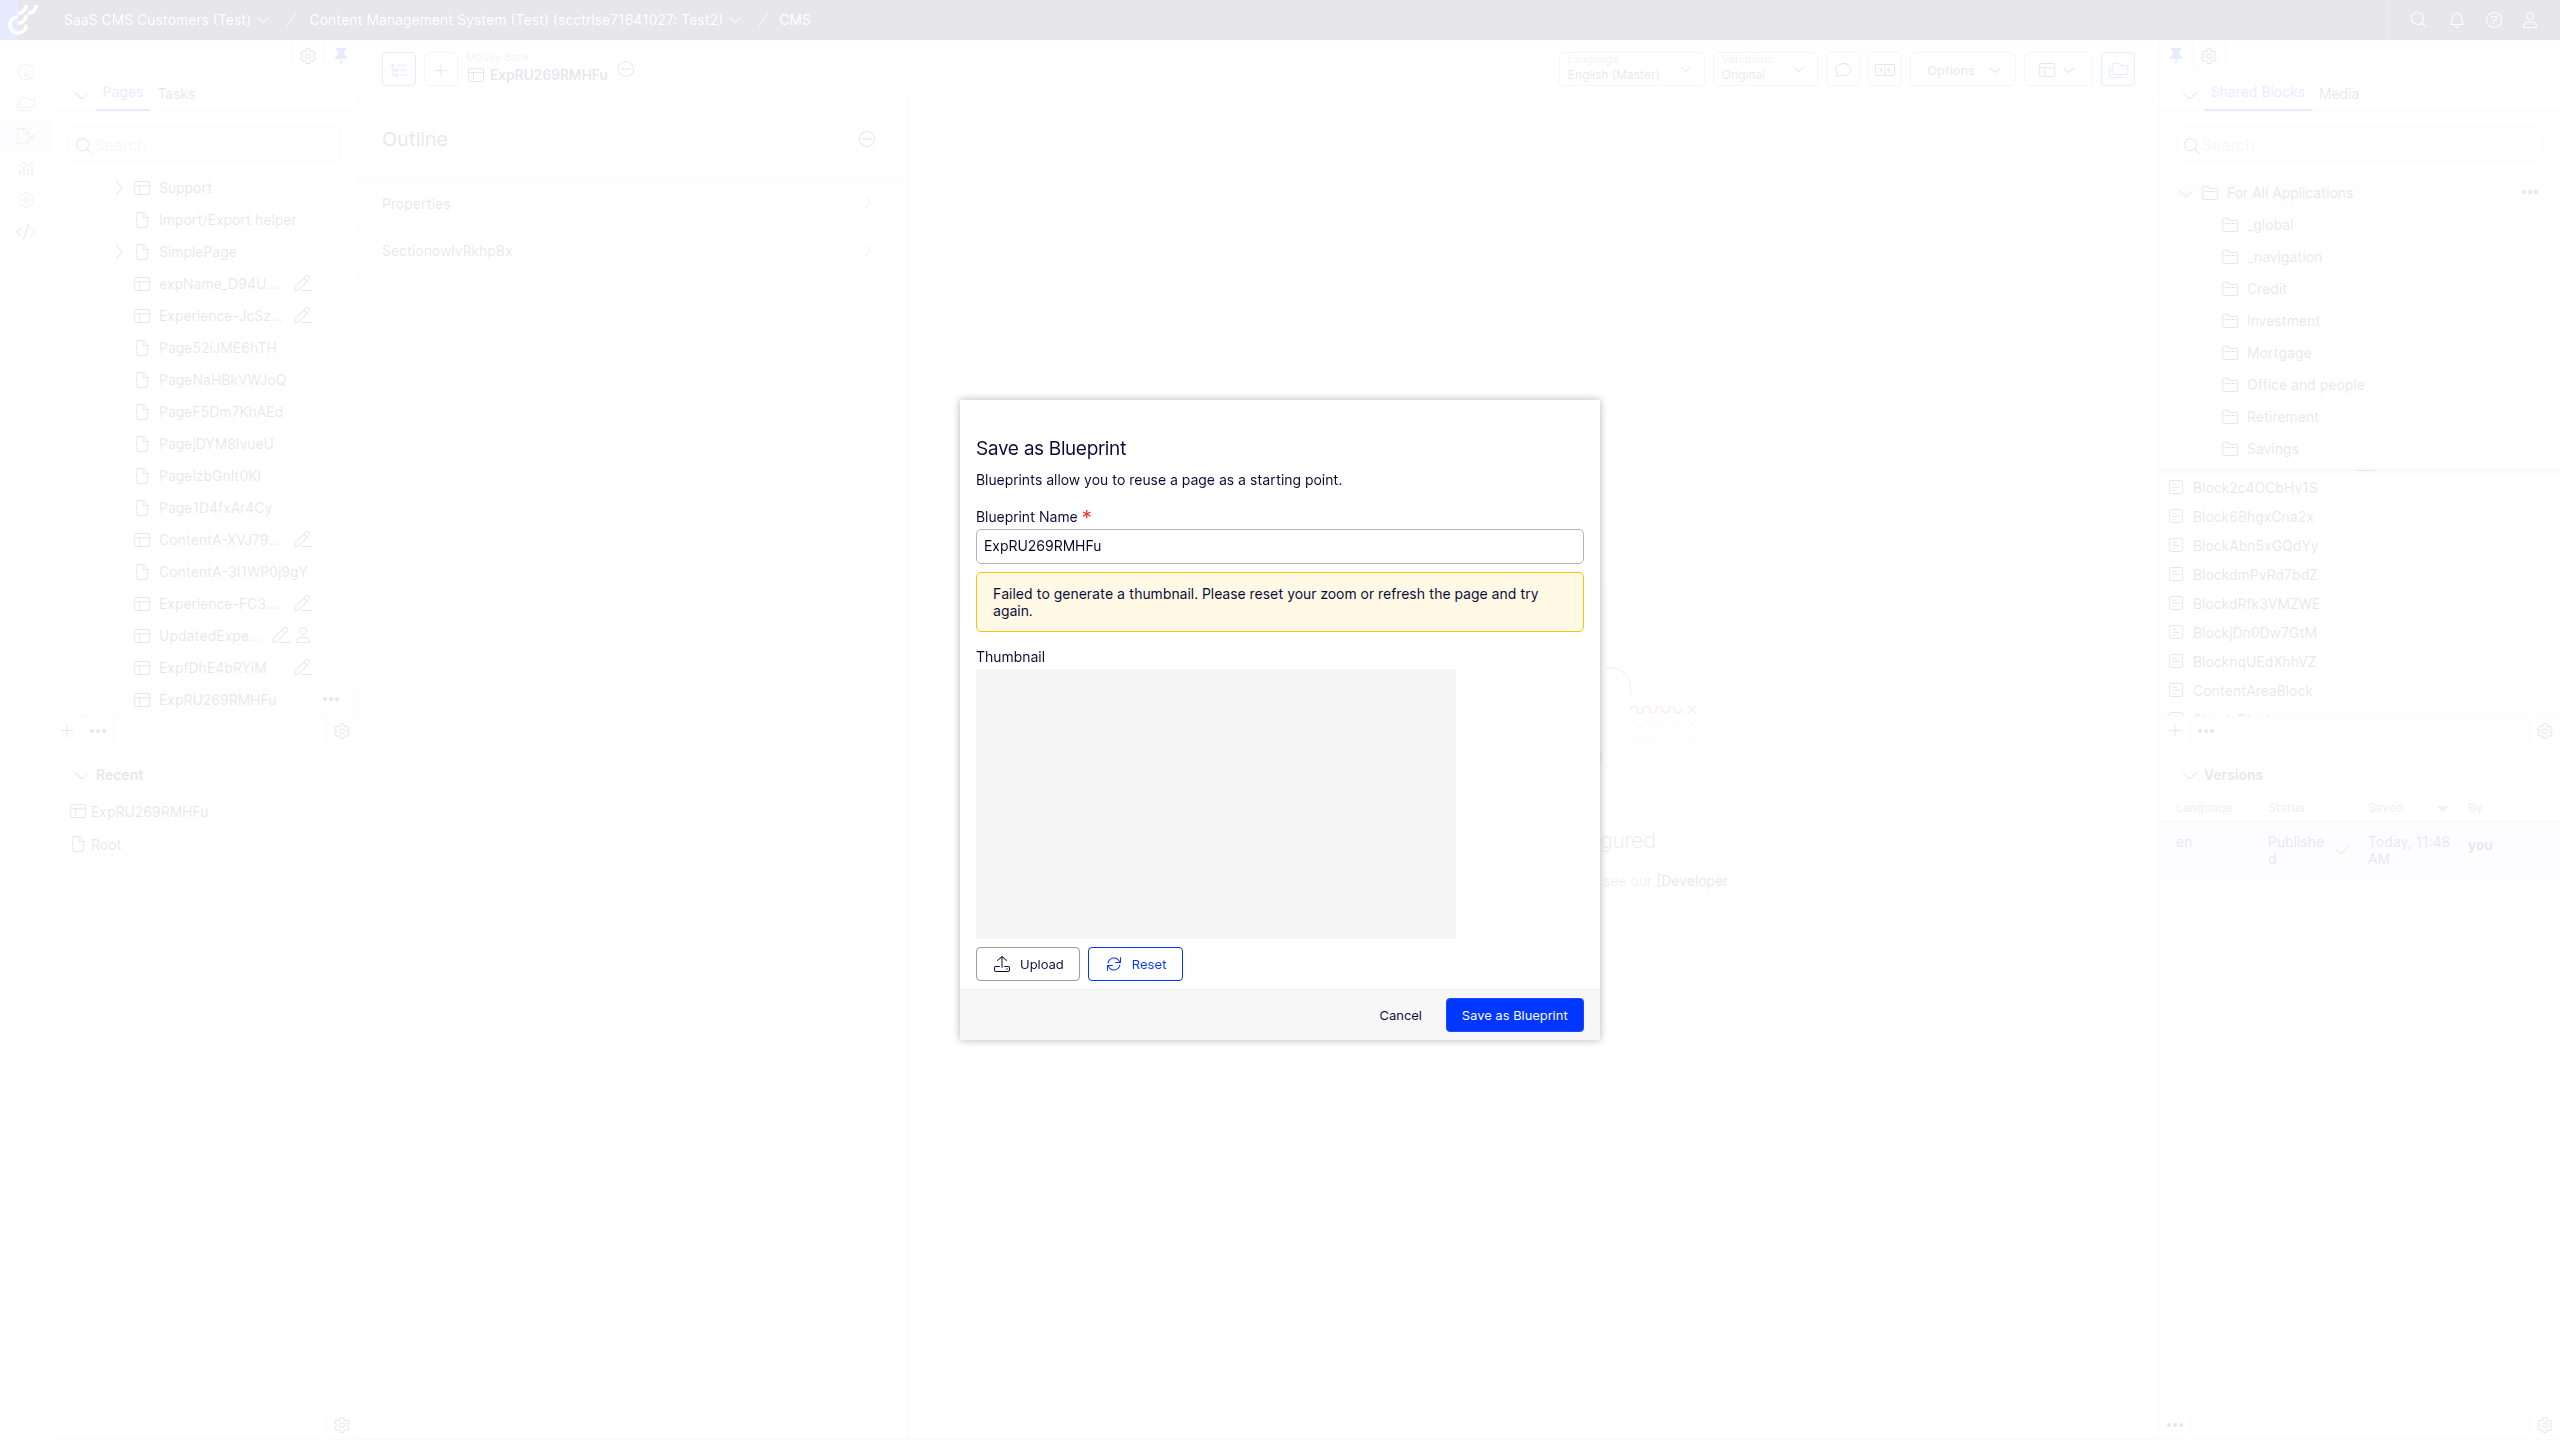 SaaS CMS Customers (Test) / Content Management System (Test) (scctrlse71641027: Test2) / CMS
Pages Tasks
Search
Support
Import/Export helper
SimplePage
expName_D94U...
Experience-JcSz...
Page52iJME6hTH
PageNaHBkVWJoQ
PageF5Dm7KhAEd
PagejDYM8IvueU
PageIzbGnIt0KI
Page1D4fxAr4Cy
ContentA-XVJ79...
ContentA-3I1WP0j9gY
Experience-FC3...
UpdatedExpe...
ExpfDhE4bRYiM
ExpRU269RMHFu
Recent
ExpRU269RMHFu
Root
Mosey Bank
ExpRU269RMHFu
Language
English (Master)
Variations
Original
Options
Outline
Properties
SectionowIvRkhpBx
Save as Blueprint
Blueprints allow you to reuse a page as a starting point.
Blueprint Name *
ExpRU269RMHFu
Failed to generate a thumbnail. Please reset your zoom or refresh the page and try
again.
Thumbnail
Upload Reset
Cancel Save as Blueprint
gured
see our [Developer
Shared Blocks Media
Search
For All Applications
_global
_navigation
Credit
Investment
Mortgage
Office and people
Retirement
Savings
Block2c4OCbHv1S
Block6BhgxCna2x
BlockAbn5xGQdYy
BlockdmPvRd7bdZ
BlockdRfk3VMZWE
BlockjDn0Dw7GtM
BlocknqUEdXhhVZ
ContentAreaBlock
Versions
Language Status Saved By
en Publishe Today, 11:48 you
d AM